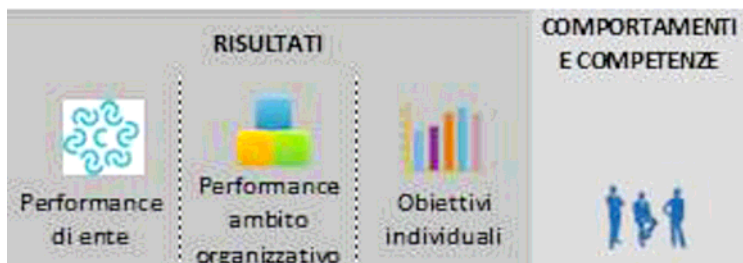 RISULTATI
Performance
di ente
Performance
ambito
organizzativo
Obiettivi
individuali
COMPORTAMENTI
E COMPETENZE